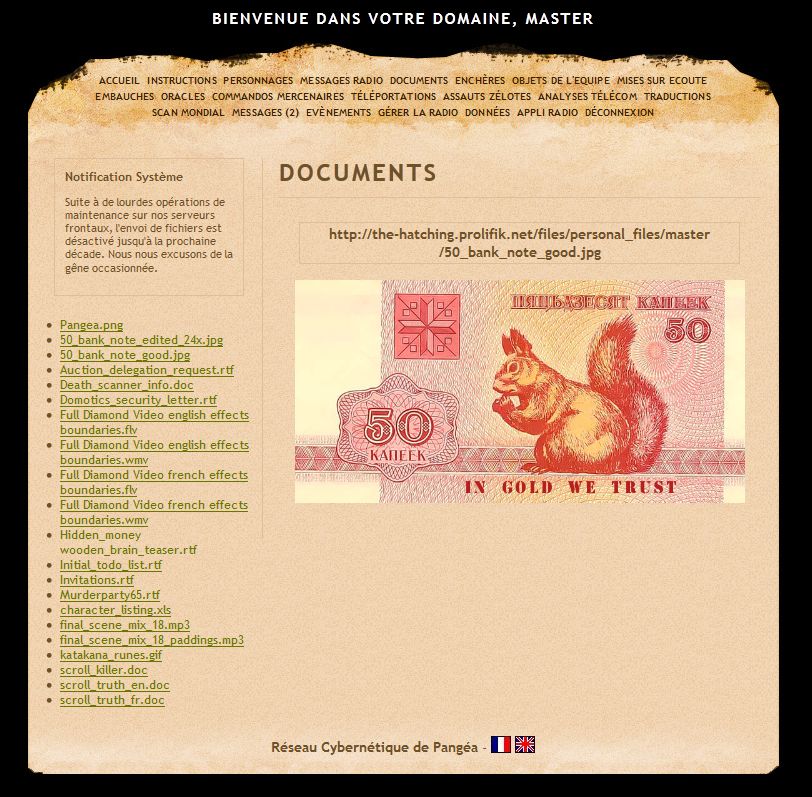 BIENVENUE DANS VOTRE DOMAINE, MASTER
ACCUEIL INSTRUCTIONS PERSONNAGES MESSAGES RADIO DOCUMENTS ENCHÈRES OBJETS DE L'EQUIPE MISES SUR ECOUTE
EMBAUCHES ORACLES COMMANDOS MERCENAIRES TÉLÉPORTATIONS ASSAUTS ZÉLOTES ANALYSES TÉLÉCOM TRADUCTIONS
SCAN MONDIAL MESSAGES (2) EVÈNEMENTS GÉRER LA RADIO DONNÉES APPLI RADIO DÉCONNEXION
Notification Système
Suite à de lourdes opérations de
maintenance sur nos serveurs
frontaux, l'envoi de fichiers est
désactivé jusqu'à la prochaine
décade. Nous nous excusons de la
gêne occasionnée.
Pangea.png
50_bank_note_edited_24x.jpg
50_bank_note_good.jpg
Auction_delegation_request.rtf
Death_scanner_info.doc
Domotics_security_letter.rtf
Full Diamond Video english effects
boundaries.flv
Full Diamond Video english effects
boundaries.wmv
Full Diamond Video french effects
boundaries.flv
Full Diamond Video french effects
boundaries.wmv
Hidden_money
wooden_brain_teaser.rtf
Initial_todo_list.rtf
Invitations.rtf
Murderparty65.rtf
character_listing.xls
final_scene_mix_18.mp3
final_scene_mix_18_paddings.mp3
katakana_runes.gif
scroll_killer.doc
scroll_truth_en.doc
scroll_truth_fr.doc
DOCUMENTS
http://the-hatching.prolifik.net/files/personal_files/master
/50_bank_note_good.jpg
ПЯЦЬДЗЕСЯТ КАПЕЕК
50
50
КАПЕЕК
IN GOLD WE TRUST
Réseau Cybernétique de Pangéa -